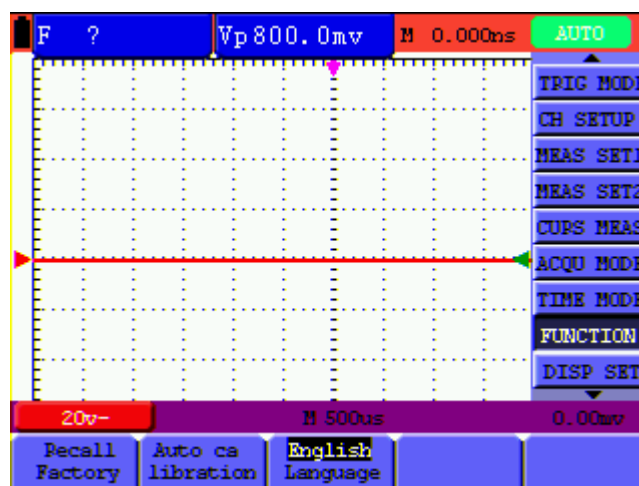 F ?
Vp800.0mv
M 0.000ns
AUTO
TRIG MODE
CH SETUP
MEAS SET1
MEAS SET2
CURS MEAS
ACQU MODE
TIME MODE
FUNCTION
DISP SET
20v-
M 500us
0.00mv
Recall
Factory
Auto ca
libration
English
Language